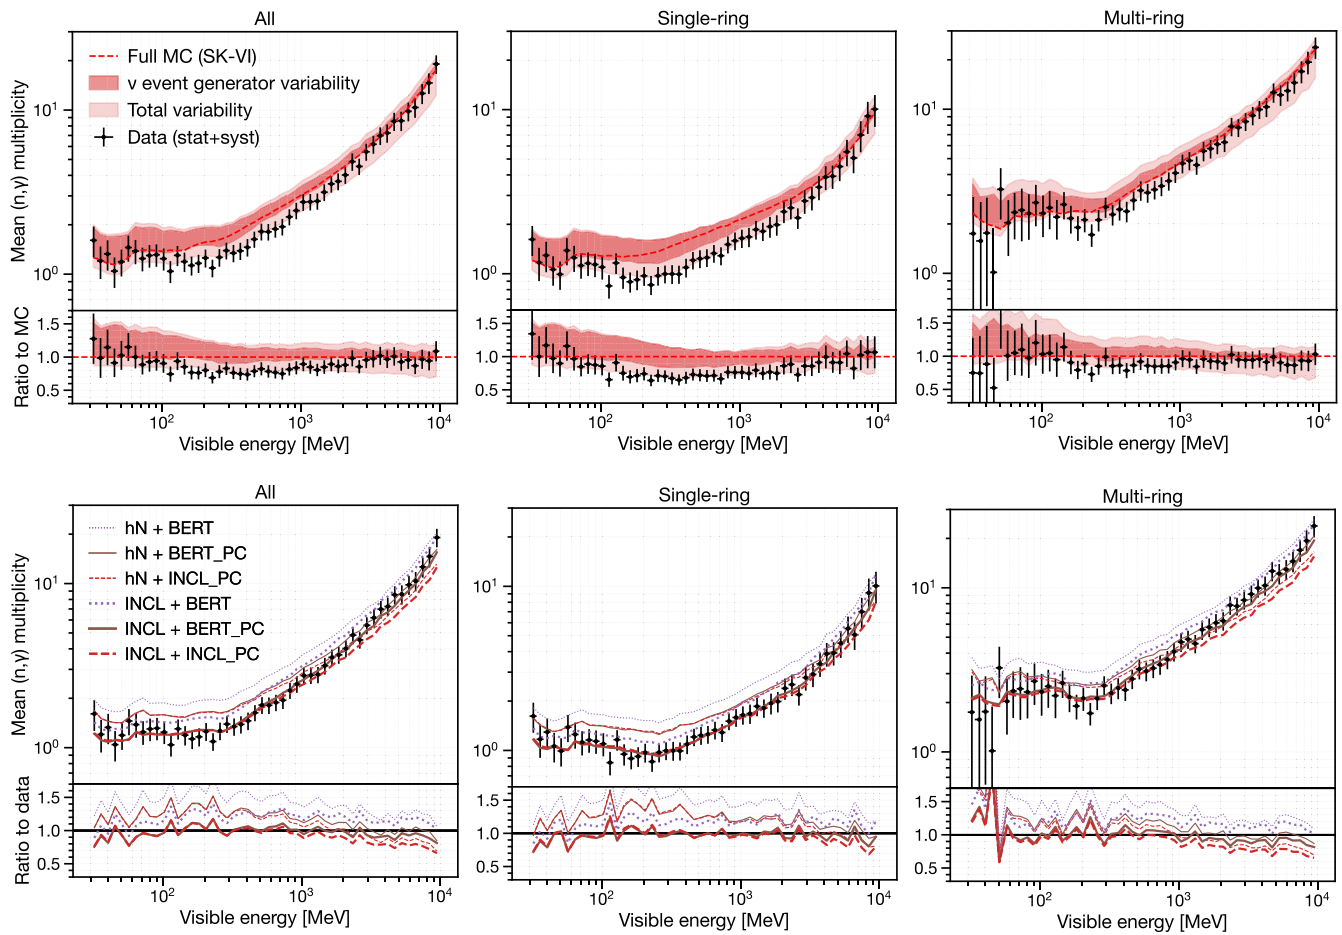 All
Single-ring
Multi-ring
Mean (n,γ) multiplicity
10¹
10⁰
Full MC (SK-VI)
ν event generator variability
Total variability
Data (stat+syst)
10¹
10⁰
10¹
10⁰
Ratio to MC
1.5
1.0
0.5
1.5
1.0
0.5
1.5
1.0
0.5
10²
10³
10⁴
10²
10³
10⁴
10²
10³
10⁴
Visible energy [MeV]
Visible energy [MeV]
Visible energy [MeV]
All
Single-ring
Multi-ring
Mean (n,γ) multiplicity
10¹
10⁰
hN + BERT
hN + BERT_PC
hN + INCL_PC
INCL + BERT
INCL + BERT_PC
INCL + INCL_PC
10¹
10⁰
10¹
10⁰
Ratio to data
1.5
1.0
0.5
1.5
1.0
0.5
1.5
1.0
0.5
10²
10³
10⁴
10²
10³
10⁴
10²
10³
10⁴
Visible energy [MeV]
Visible energy [MeV]
Visible energy [MeV]